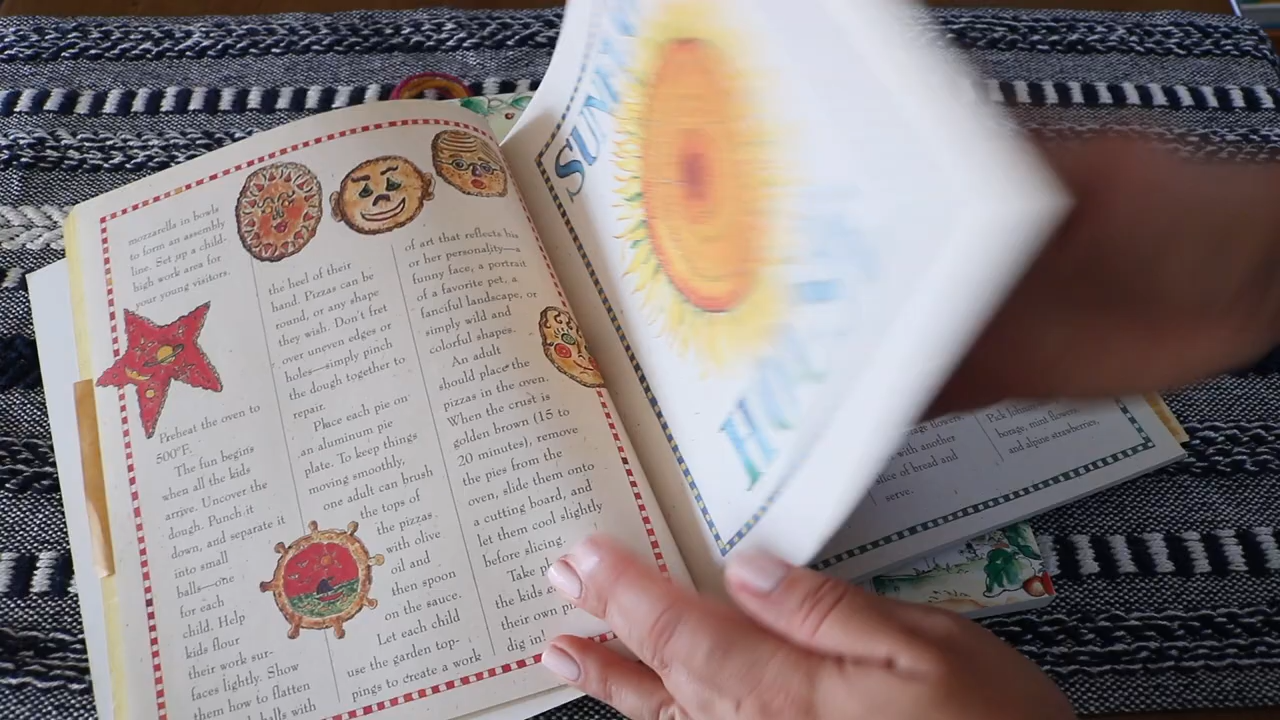 mozzarella in bowls
to form an assembly
line. Set up a child-
high work area for
your young visitors.
Preheat the oven to
500°F.
The fun begins
when all the kids
arrive. Uncover the
dough. Punch it
down, and separate it
into small
balls—one
for each
child. Help
kids flour
their work sur-
faces lightly. Show
them how to flatten
balls with
the heel of their
hand. Pizzas can be
round, or any shape
they wish. Don't fret
over uneven edges or
holes—simply pinch
the dough together to
repair.
Place each pie on
an aluminum pie
plate. To keep things
moving smoothly,
one adult can brush
the tops of
the pizzas
with olive
oil and
then spoon
on the sauce.
Let each child
use the garden top-
pings to create a work
of art that reflects his
or her personality—a
funny face, a portrait
of a favorite pet, a
fanciful landscape, or
simply wild and
colorful shapes.
An adult
should place the
pizzas in the oven.
When the crust is
golden brown (15 to
20 minutes), remove
the pies from the
oven, slide them onto
a cutting board, and
let them cool slightly
before slicing.
Take
the kids
their own
dig in!
flowers,
with another
slice of bread and
serve.
Pick Johnny-
borage, mint flowers,
and alpine strawberries,